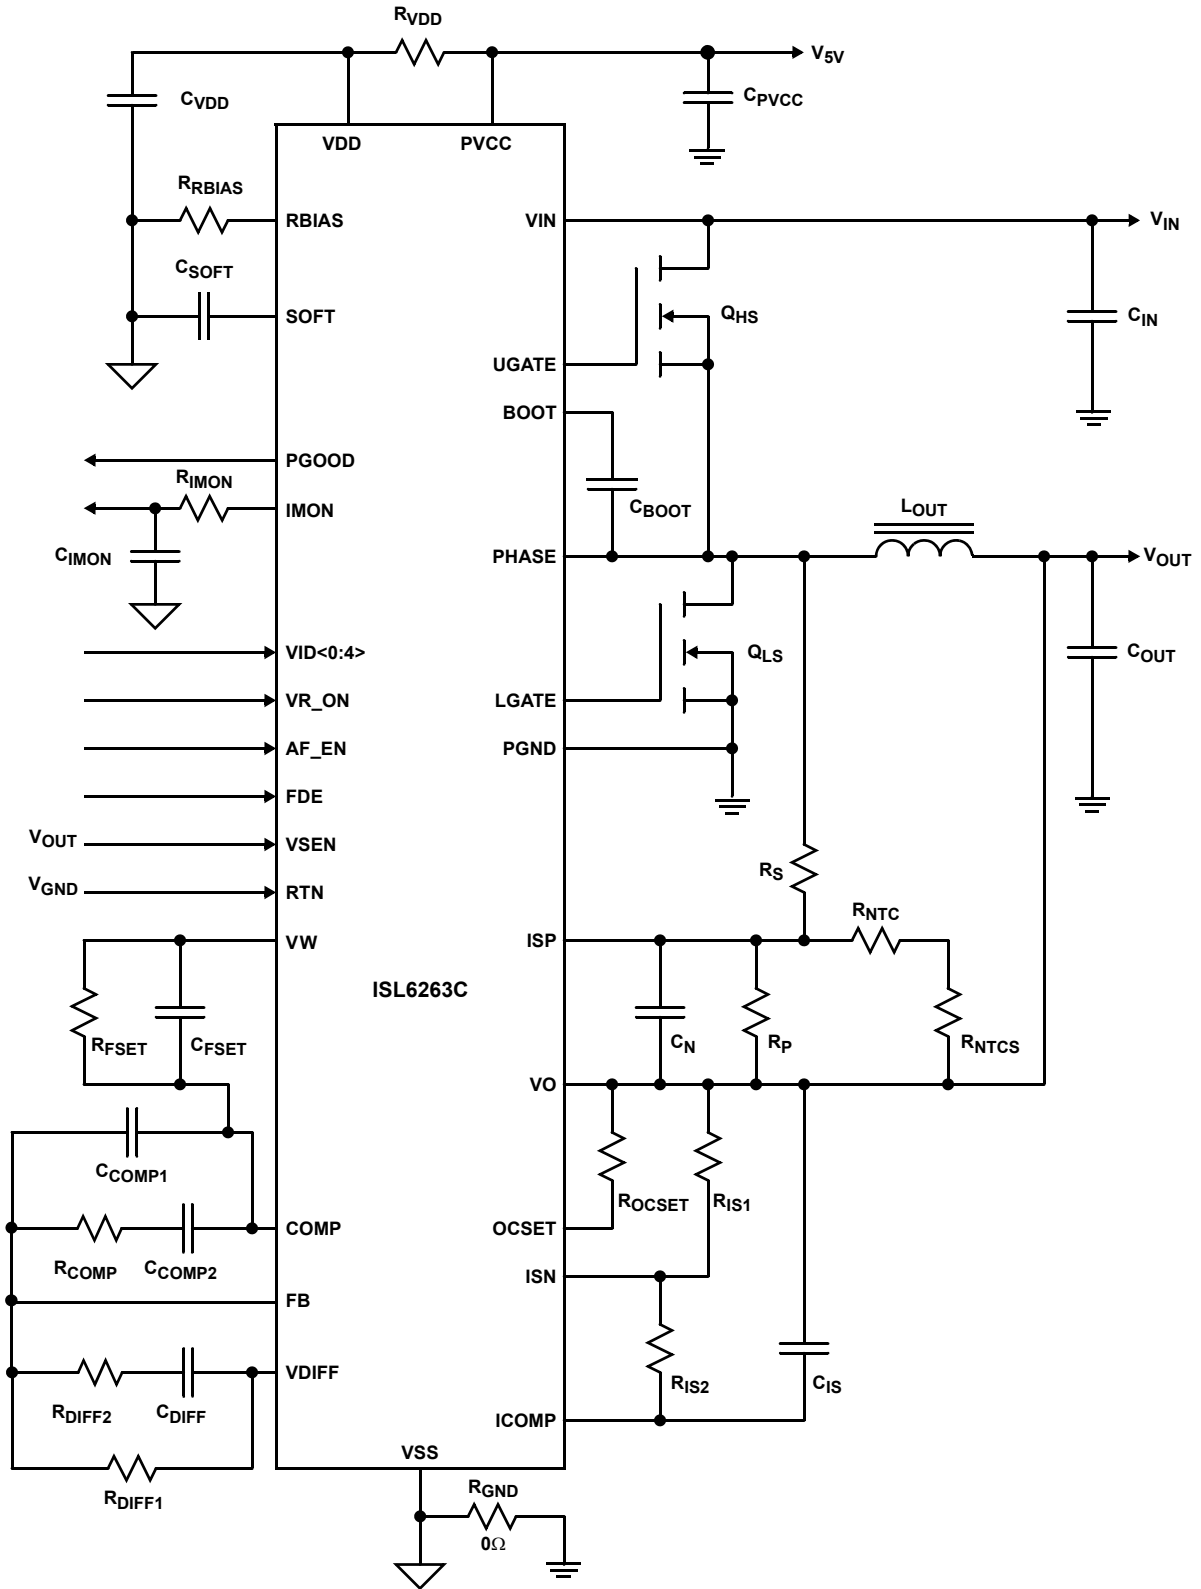 RVDD
V5V
CVDD
CPVCC
VDD
PVCC
RRBIAS
RBIAS
VIN
VIN
CSOFT
SOFT
QHS
CIN
UGATE
BOOT
PGOOD
RIMON
IMON
CBOOT
LOUT
CIMON
PHASE
VOUT
VID<0:4>
QLS
COUT
VR_ON
LGATE
AF_EN
PGND
FDE
VOUT
VSEN
RS
VGND
RTN
RNTC
VW
ISP
ISL6263C
RFSET
CFSET
CN
RP
RNTCS
VO
CCOMP1
ROCSET
RIS1
COMP
OCSET
RCOMP
CCOMP2
ISN
FB
VDIFF
RIS2
CIS
RDIFF2
CDIFF
ICOMP
VSS
RDIFF1
RGND
0Ω